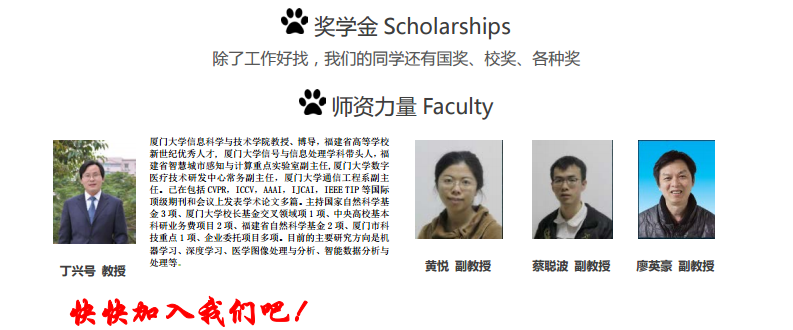 奖学金 Scholarships
除了工作好找，我们的同学还有国奖、校奖、各种奖
师资力量 Faculty
厦门大学信息科学与技术学院教授、博导，福建省高等学校
新世纪优秀人才，厦门大学信号与信息处理学科带头人，福
建省智慧城市感知与计算重点实验室副主任，厦门大学数字
医疗技术研发中心常务副主任，厦门大学通信工程系副主
任。已在包括 CVPR，ICCV，AAAI，IJCAI，IEEE TIP 等国际
顶级期刊和会议上发表学术论文多篇。主持国家自然科学基
金 3 项、厦门大学校长基金交叉领域项 1 项、中央高校基本
科研业务费项目 2 项、福建省自然科学基金 2 项、厦门市科
技重点 1 项、企业委托项目多项。目前的主要研究方向是机
器学习、深度学习、医学图像处理与分析、智能数据分析与
处理等。
丁兴号 教授
黄悦 副教授
蔡聪波 副教授
廖英豪 副教授
快快加入我们吧！